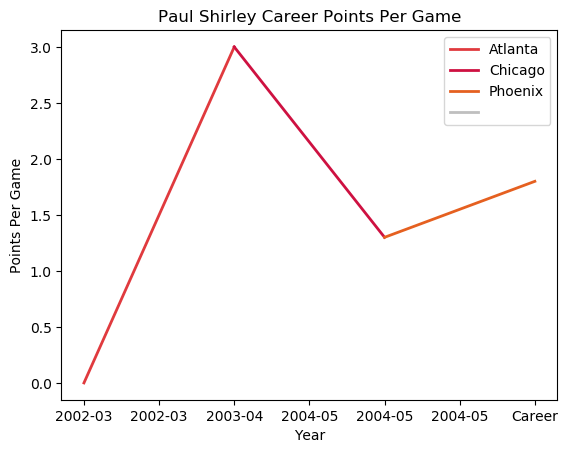 Paul Shirley Career Points Per Game
Atlanta
Chicago
Phoenix
3.0
2.5
2.0
1.5
1.0
0.5
0.0
Points Per Game
2002-03 2002-03 2003-04 2004-05 2004-05 2004-05 Career
Year